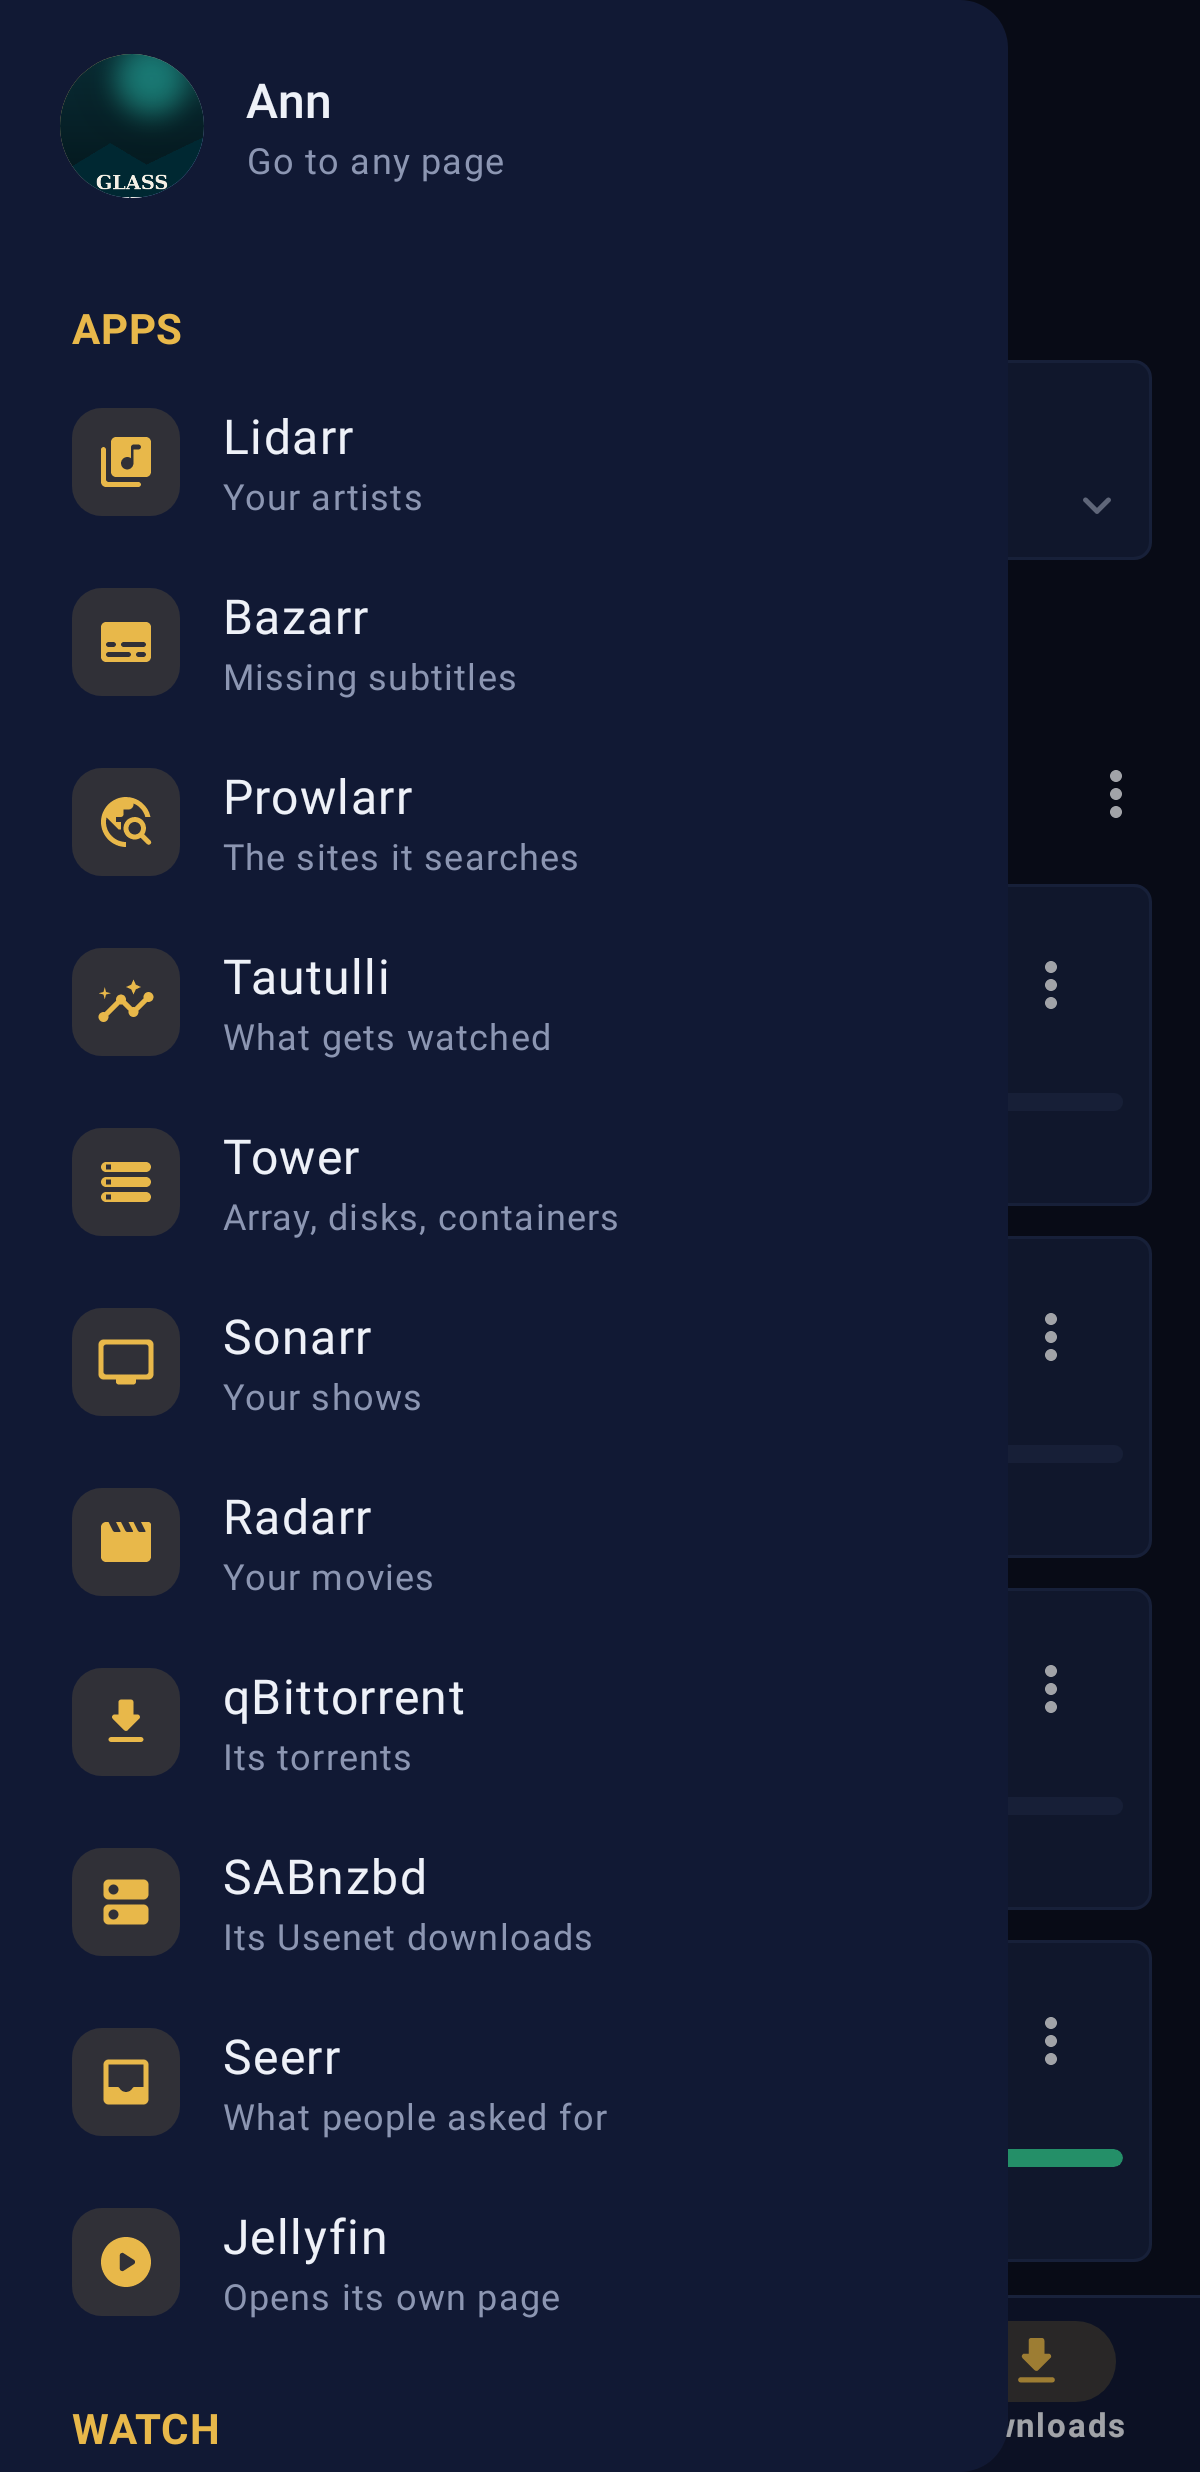 GLASS
Ann
Go to any page
APPS
Lidarr
Your artists
Bazarr
Missing subtitles
Prowlarr
The sites it searches
Tautulli
What gets watched
Tower
Array, disks, containers
Sonarr
Your shows
Radarr
Your movies
qBittorrent
Its torrents
SABnzbd
Its Usenet downloads
Seerr
What people asked for
Jellyfin
Opens its own page
WATCH